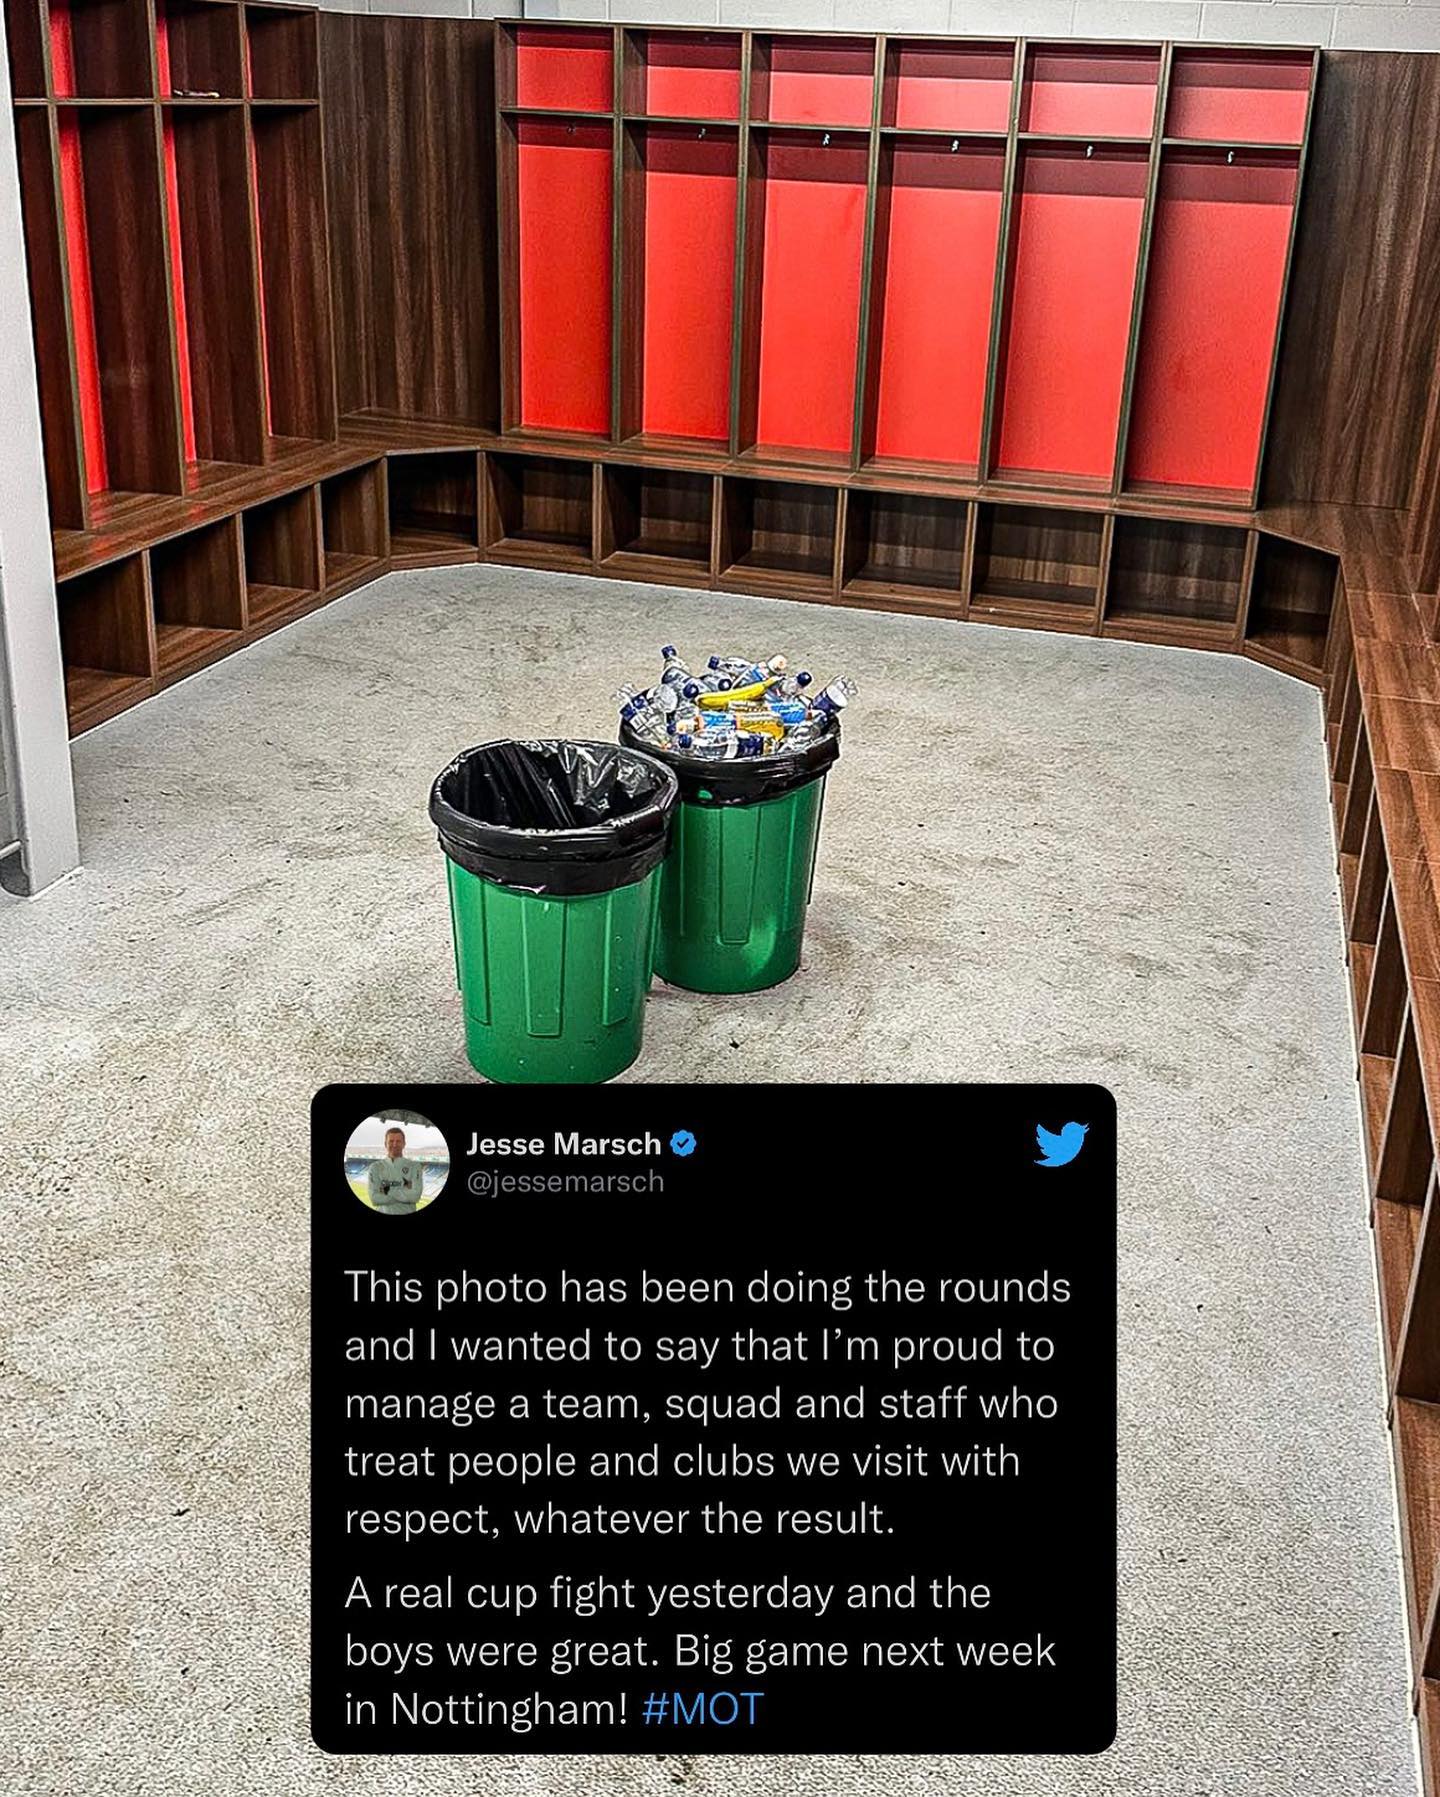 Jesse Marsch
@jessemarsch
This photo has been doing the rounds
and I wanted to say that I’m proud to
manage a team, squad and staff who
treat people and clubs we visit with
respect, whatever the result.
A real cup fight yesterday and the
boys were great. Big game next week
in Nottingham! #MOT